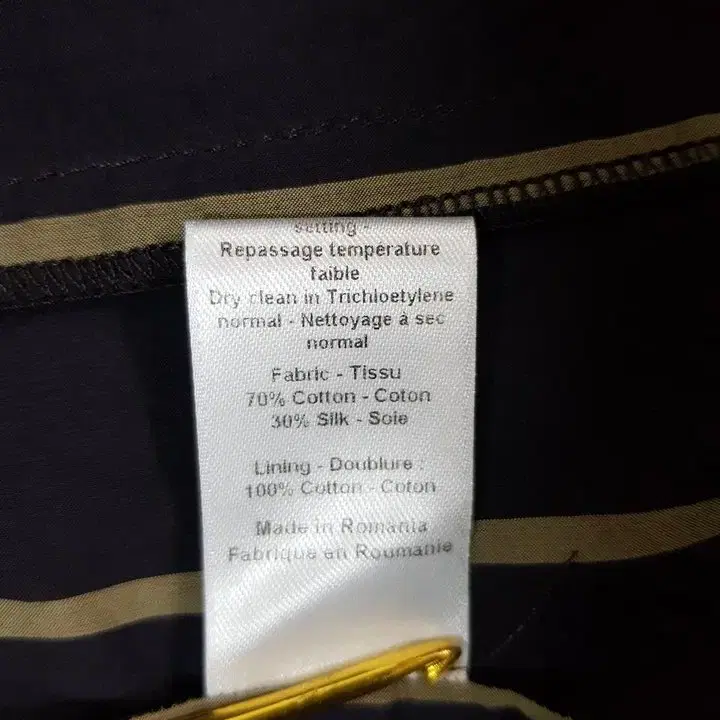 setting -
Repassage température
faible
Dry clean in Trichloetylene
normal - Nettoyage à sec
normal
Fabric - Tissu
70% Cotton - Coton
30% Silk - Soie
Lining - Doublure :
100% Cotton - Coton
Made in Romania
Fabrique en Roumanie